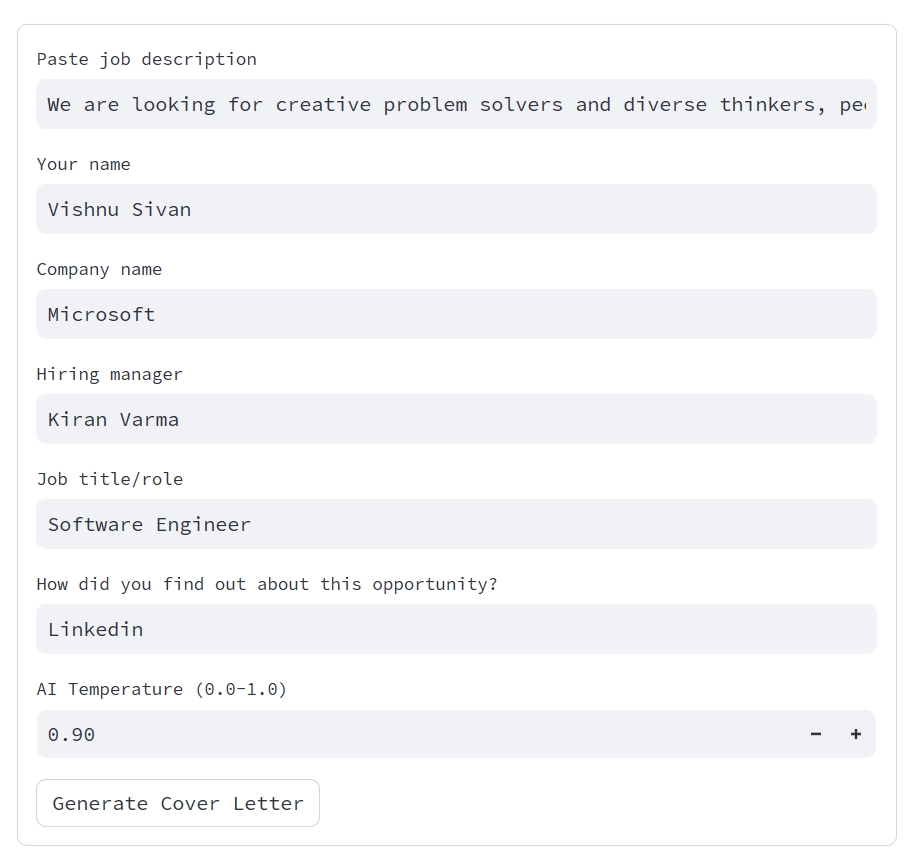 Paste job description
We are looking for creative problem solvers and diverse thinkers,
Your name
Vishnu Sivan
Company name
Microsoft
Hiring manager
Kiran Varma
Job title/role
Software Engineer
How did you find out about this opportunity?
Linkedin
AI Temperature (0.0-1.0)
0.90
- +
Generate Cover Letter